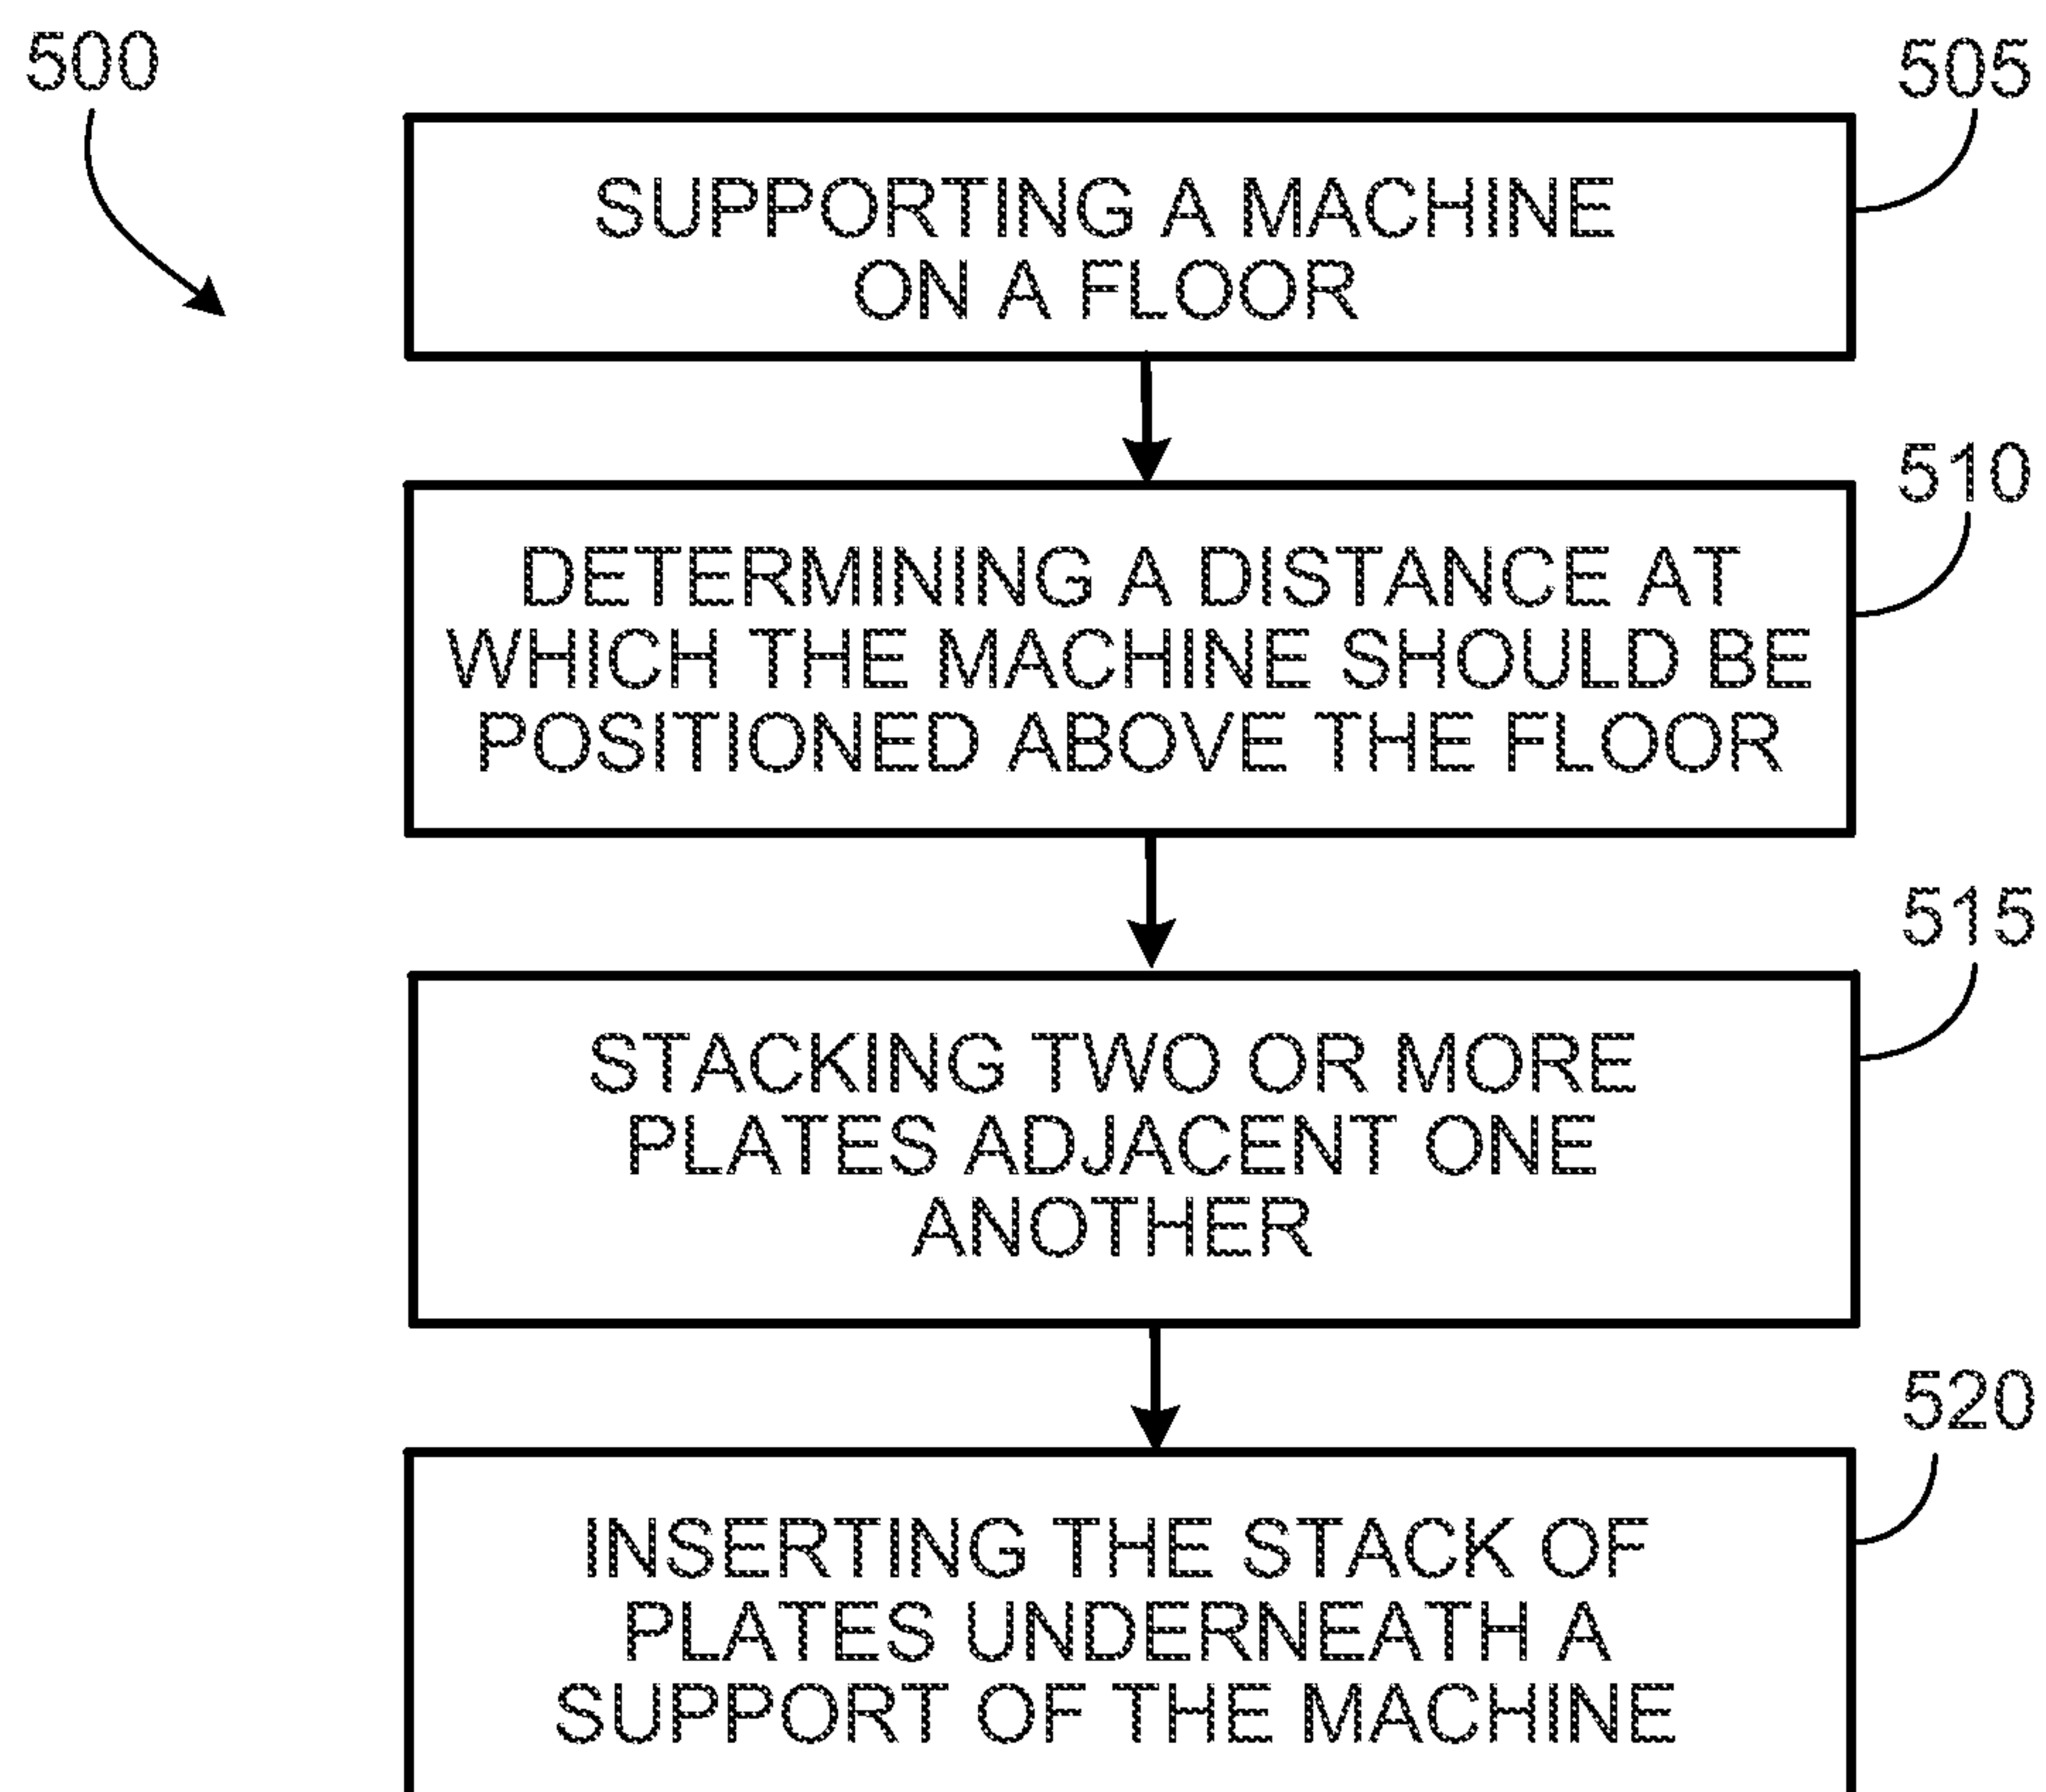 500
505
SUPPORTING A MACHINE
ON A FLOOR
510
DETERMINING A DISTANCE AT
WHICH THE MACHINE SHOULD BE
POSITIONED ABOVE THE FLOOR
515
STACKING TWO OR MORE
PLATES ADJACENT ONE
ANOTHER
520
INSERTING THE STACK OF
PLATES UNDERNEATH A
SUPPORT OF THE MACHINE